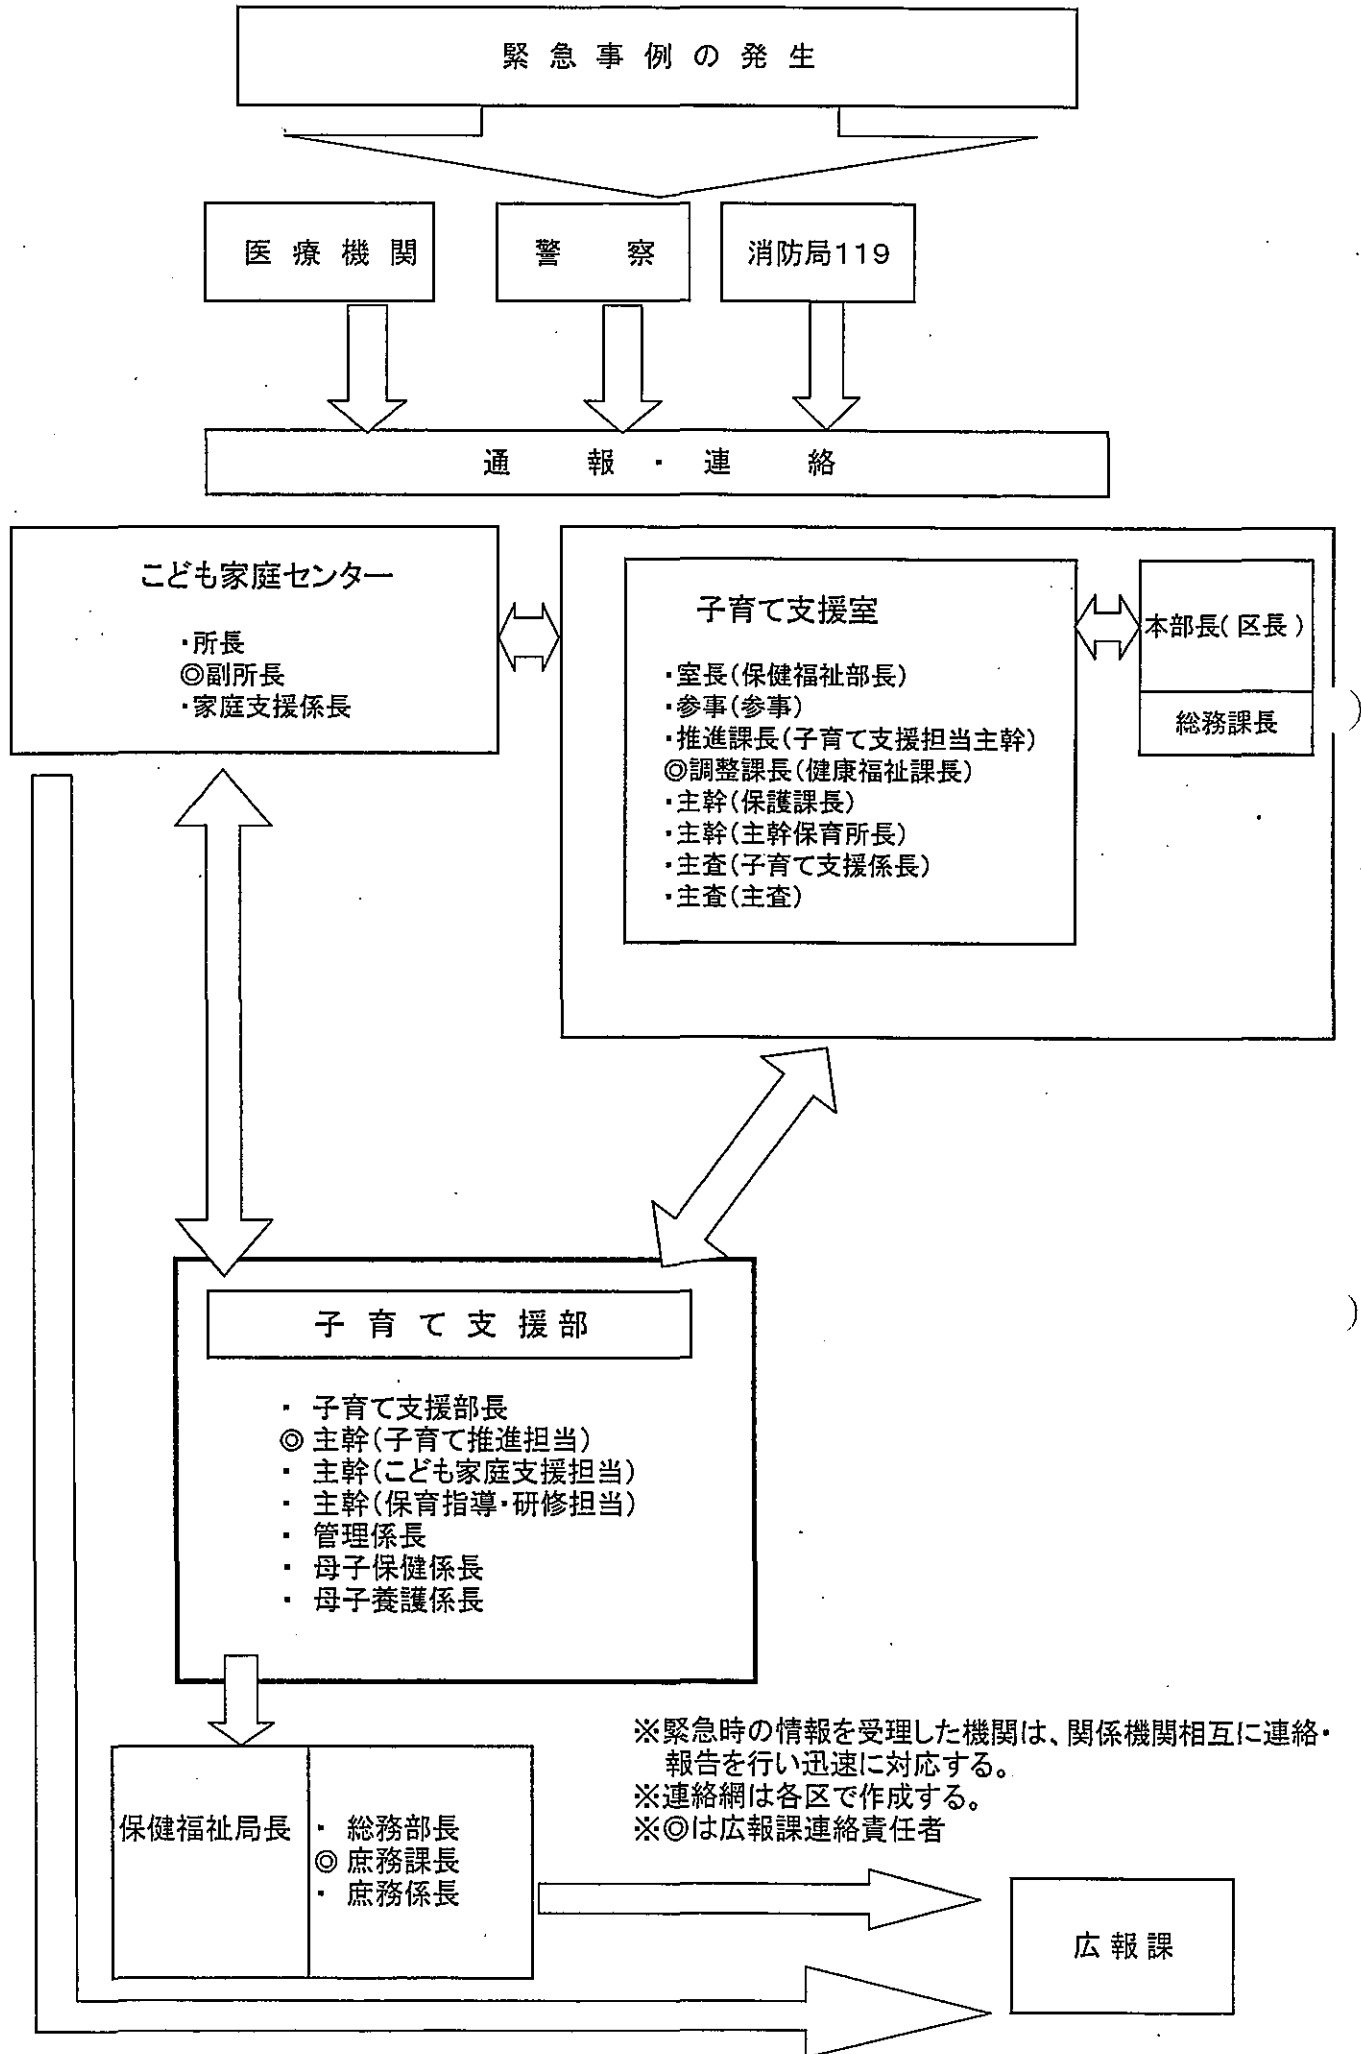 緊急事例の発生
医療機関
警察
消防局119
通報・連絡
こども家庭センター
・所長
◎副所長
・家庭支援係長
子育て支援室
・室長(保健福祉部長)
・参事(参事)
・推進課長(子育て支援担当主幹)
◎調整課長(健康福祉課長)
・主幹(保護課長)
・主幹(主幹保育所長)
・主査(子育て支援係長)
・主査(主査)
本部長(区長)
総務課長
子育て支援部
・ 子育て支援部長
◎ 主幹(子育て推進担当)
・ 主幹(こども家庭支援担当)
・ 主幹(保育指導・研修担当)
・ 管理係長
・ 母子保健係長
・ 母子養護係長
保健福祉局長
・ 総務部長
◎ 庶務課長
・ 庶務係長
※緊急時の情報を受理した機関は、関係機関相互に連絡・
報告を行い迅速に対応する。
※連絡網は各区で作成する。
※◎は広報課連絡責任者
広報課